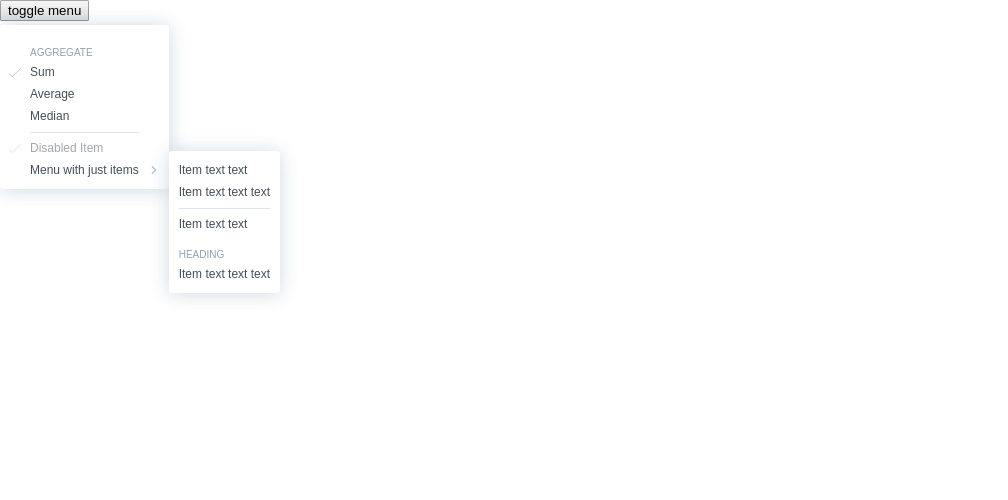 toggle menu
AGGREGATE
Sum
Average
Median
Disabled Item
Menu with just items
Item text text
Item text text text
Item text text
HEADING
Item text text text